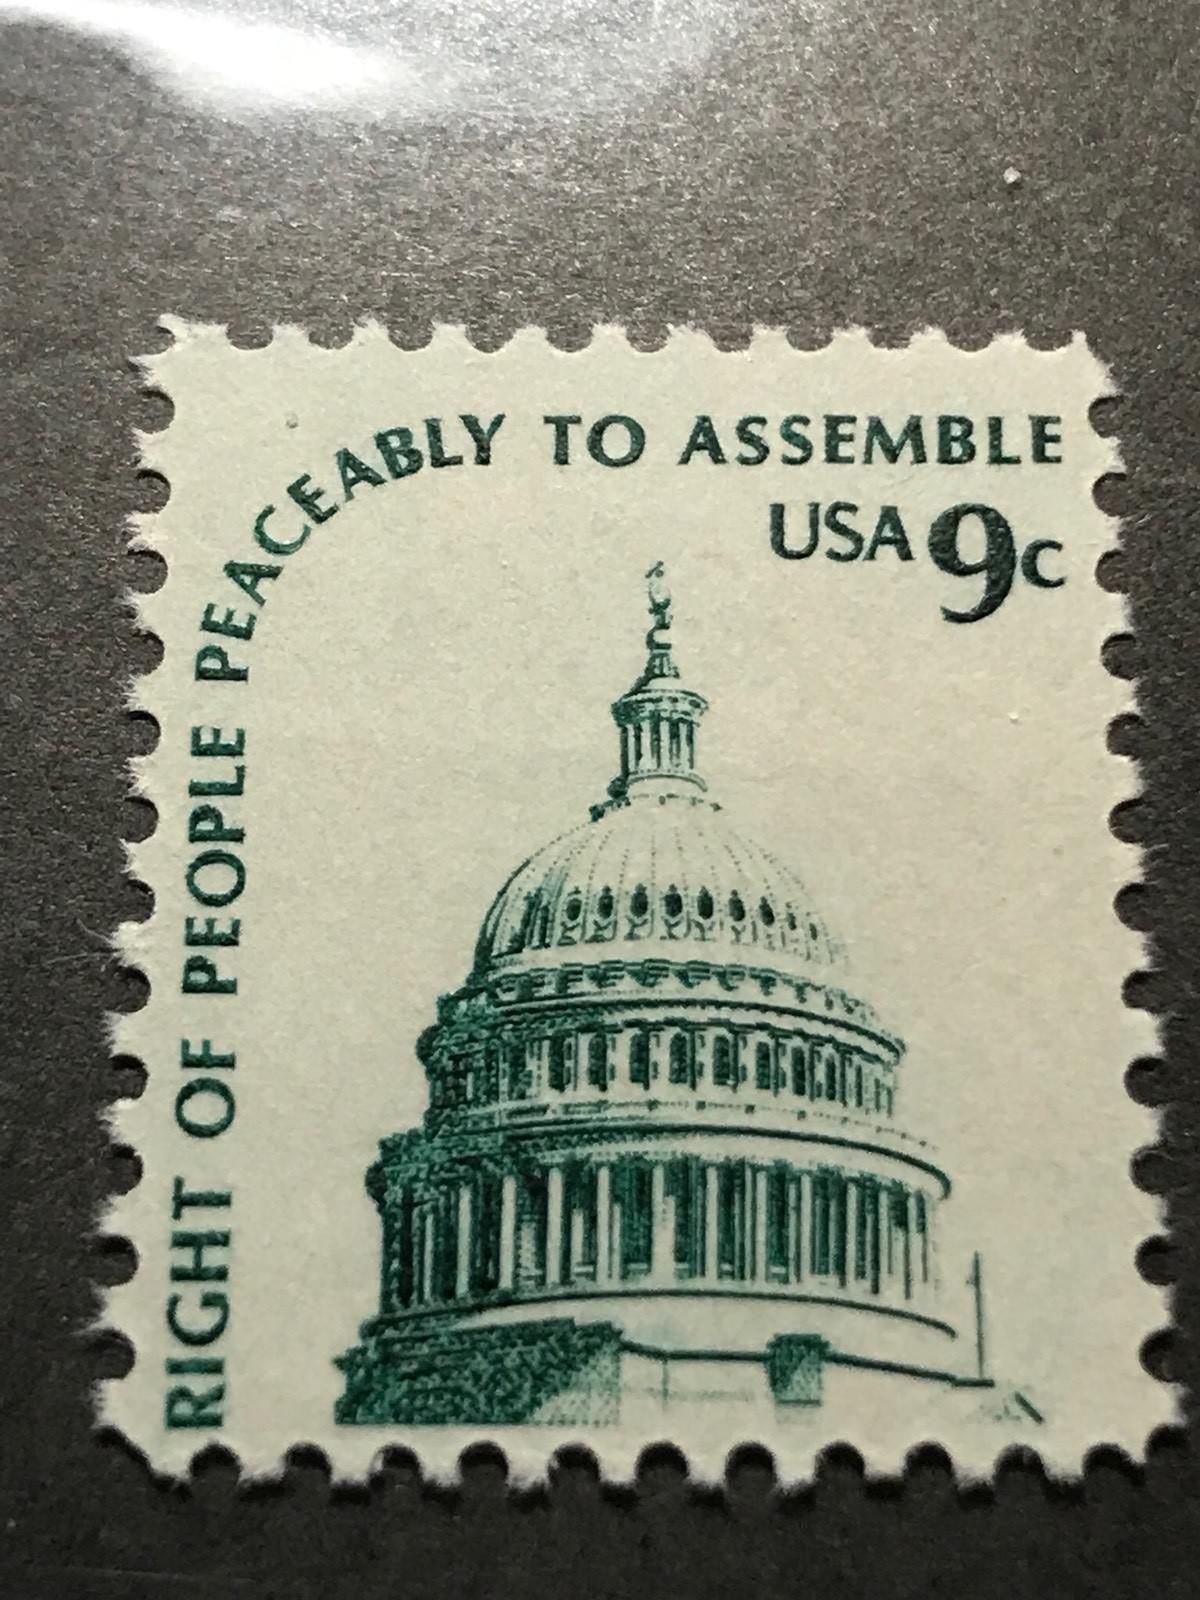 RIGHT OF PEOPLE PEACEABLY TO ASSEMBLE
USA 9c